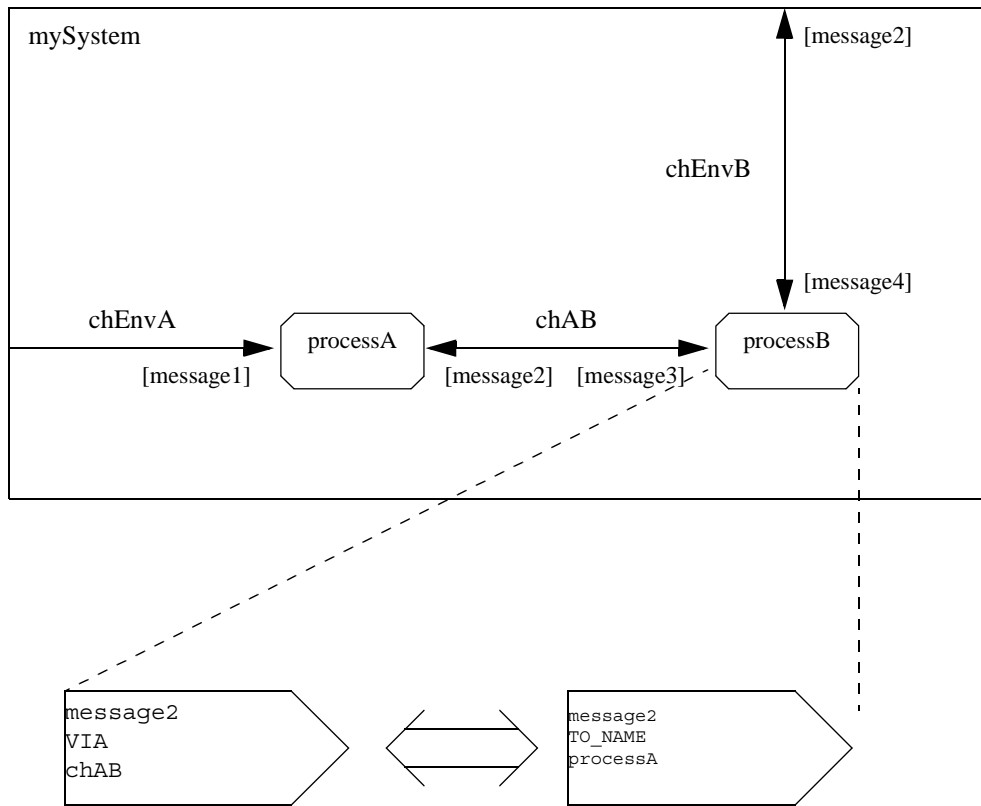 mySystem
[message2]
chEnvB
[message4]
chEnvA
chAB
processA
processB
[message1]
[message2]
[message3]
message2
VIA
chAB
message2
TO_NAME
processA